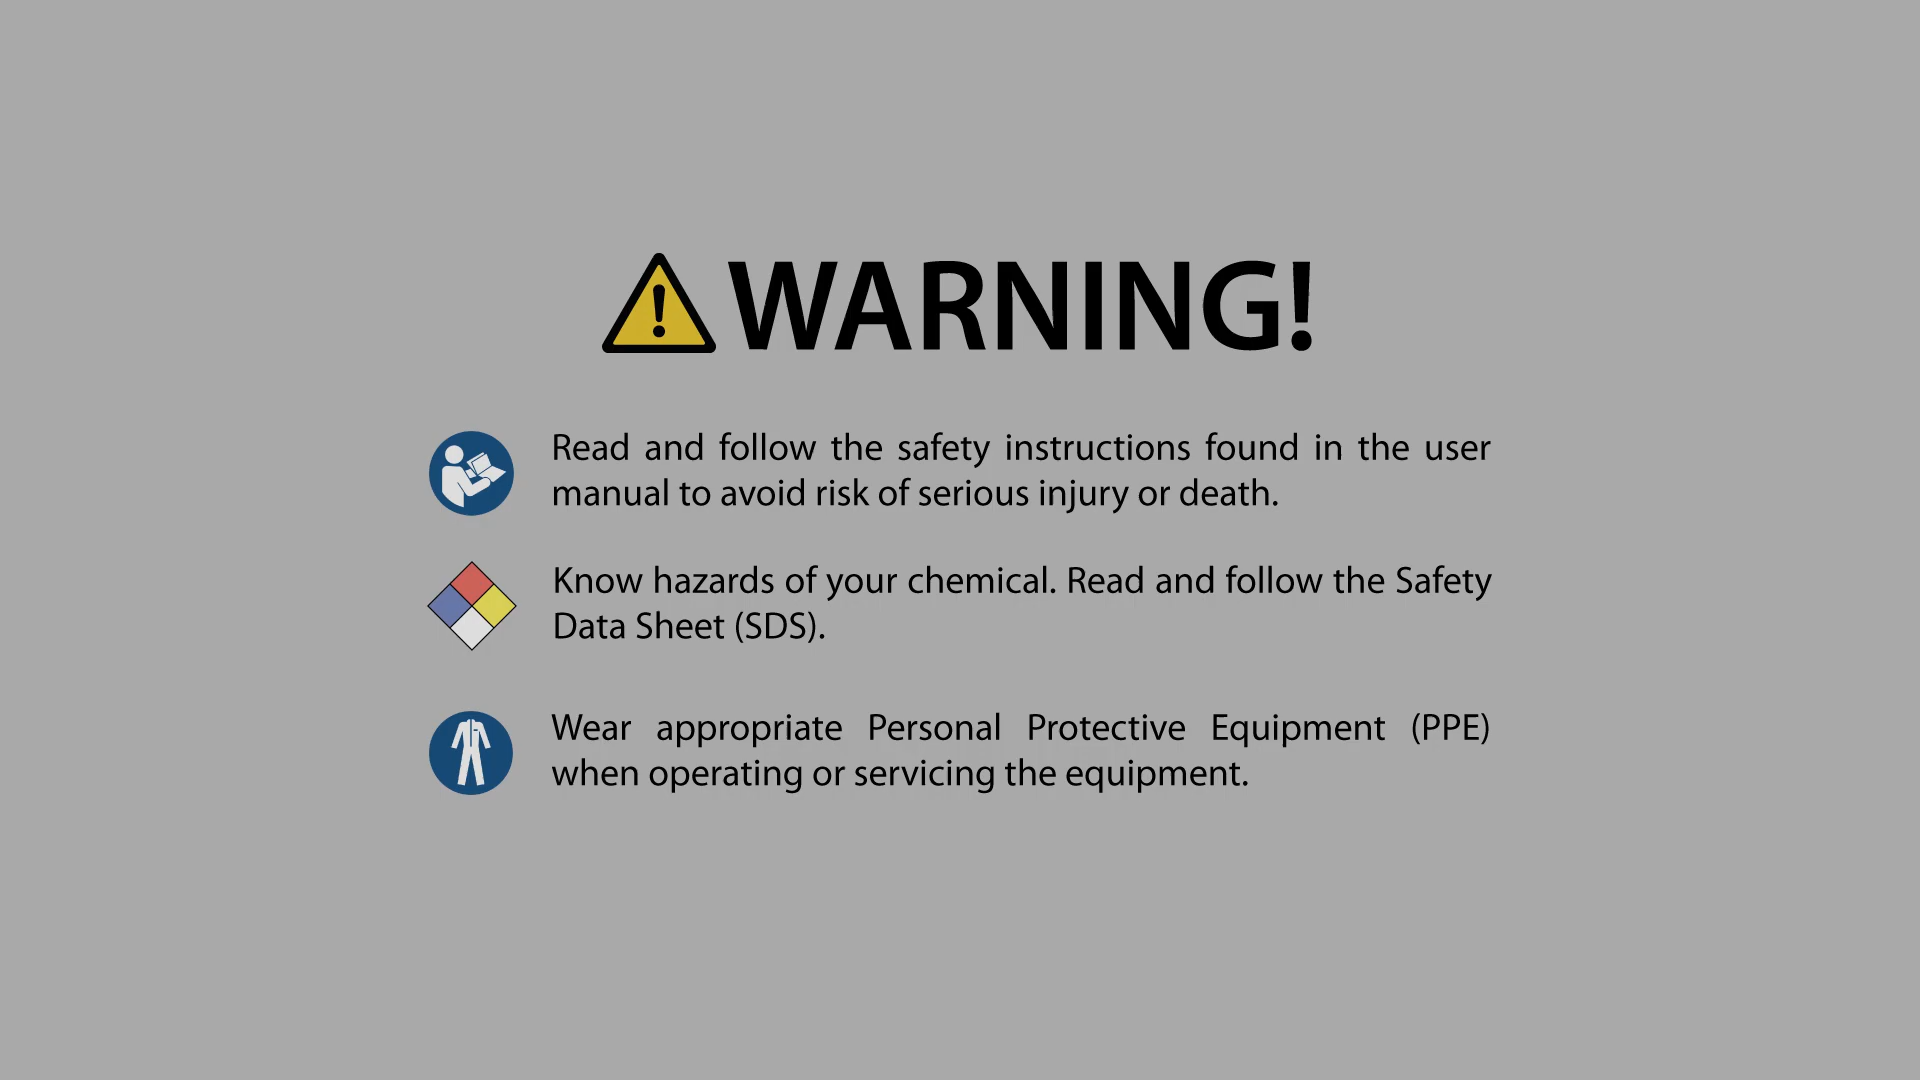 WARNING!
Read and follow the safety instructions found in the user
manual to avoid risk of serious injury or death.
Know hazards of your chemical. Read and follow the Safety
Data Sheet (SDS).
Wear appropriate Personal Protective Equipment (PPE)
when operating or servicing the equipment.